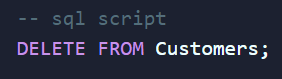 -- sql script
DELETE FROM Customers;